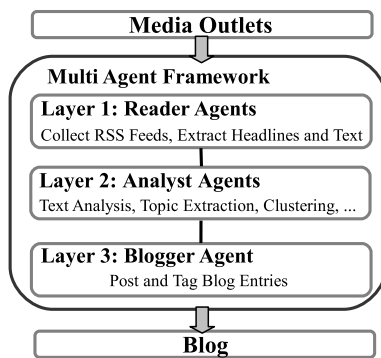 Media Outlets
Multi Agent Framework
Layer 1: Reader Agents
Collect RSS Feeds, Extract Headlines and Text
Layer 2: Analyst Agents
Text Analysis, Topic Extraction, Clustering, ...
Layer 3: Blogger Agent
Post and Tag Blog Entries
Blog